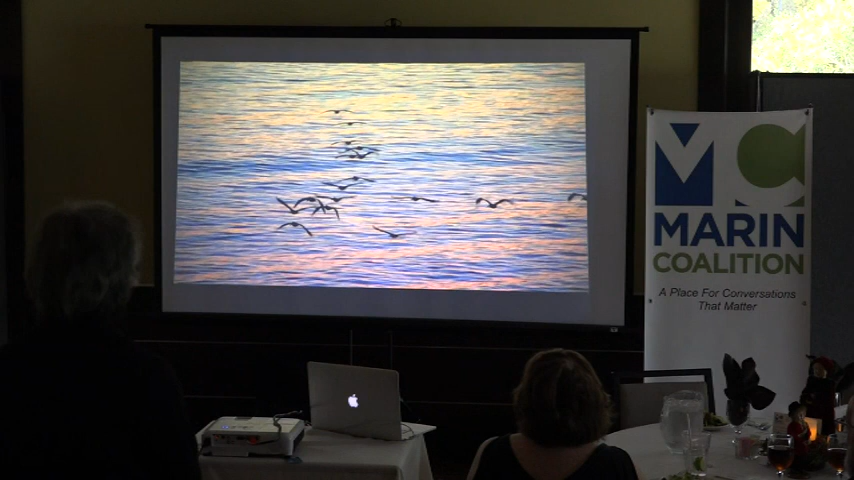 MC
MARIN
COALITION
A Place For Conversations
That Matter